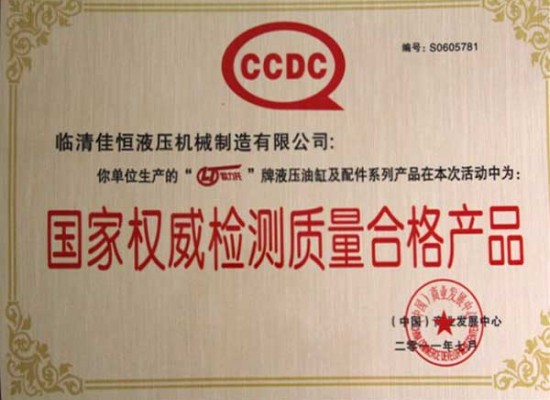 CCDC
编号: S0605781
临清佳恒液压机械制造有限公司:
你单位生产的“LT”牌液压油缸及配件系列产品在本次活动中为:
国家权威检测质量合格产品
(中国)商业发展中心
二零一一年七月